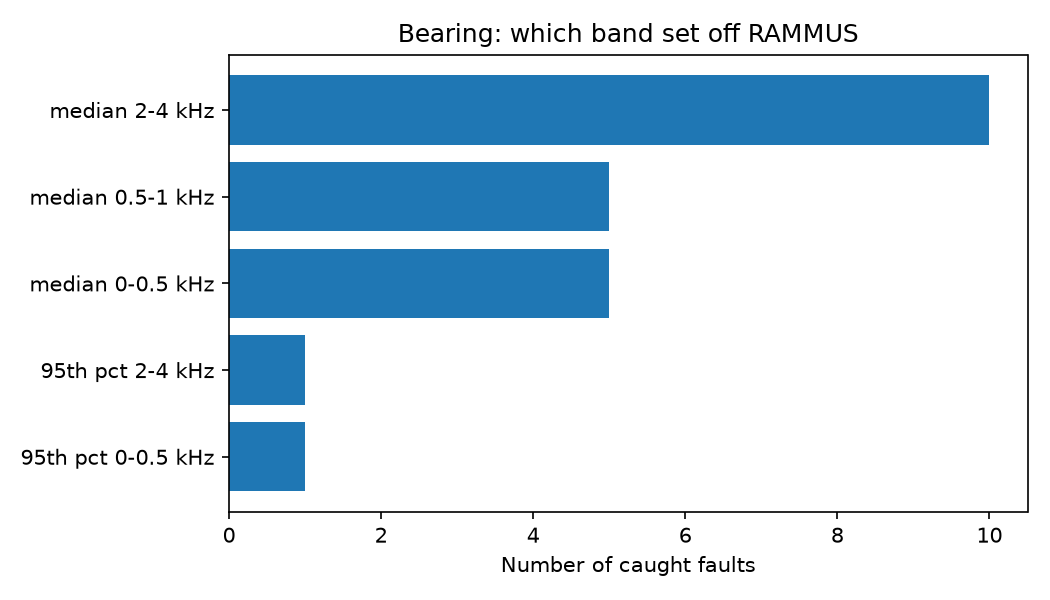 Bearing: which band set off RAMMUS
median 2-4 kHz
median 0.5-1 kHz
median 0-0.5 kHz
95th pct 2-4 kHz
95th pct 0-0.5 kHz
0 2 4 6 8 10
Number of caught faults